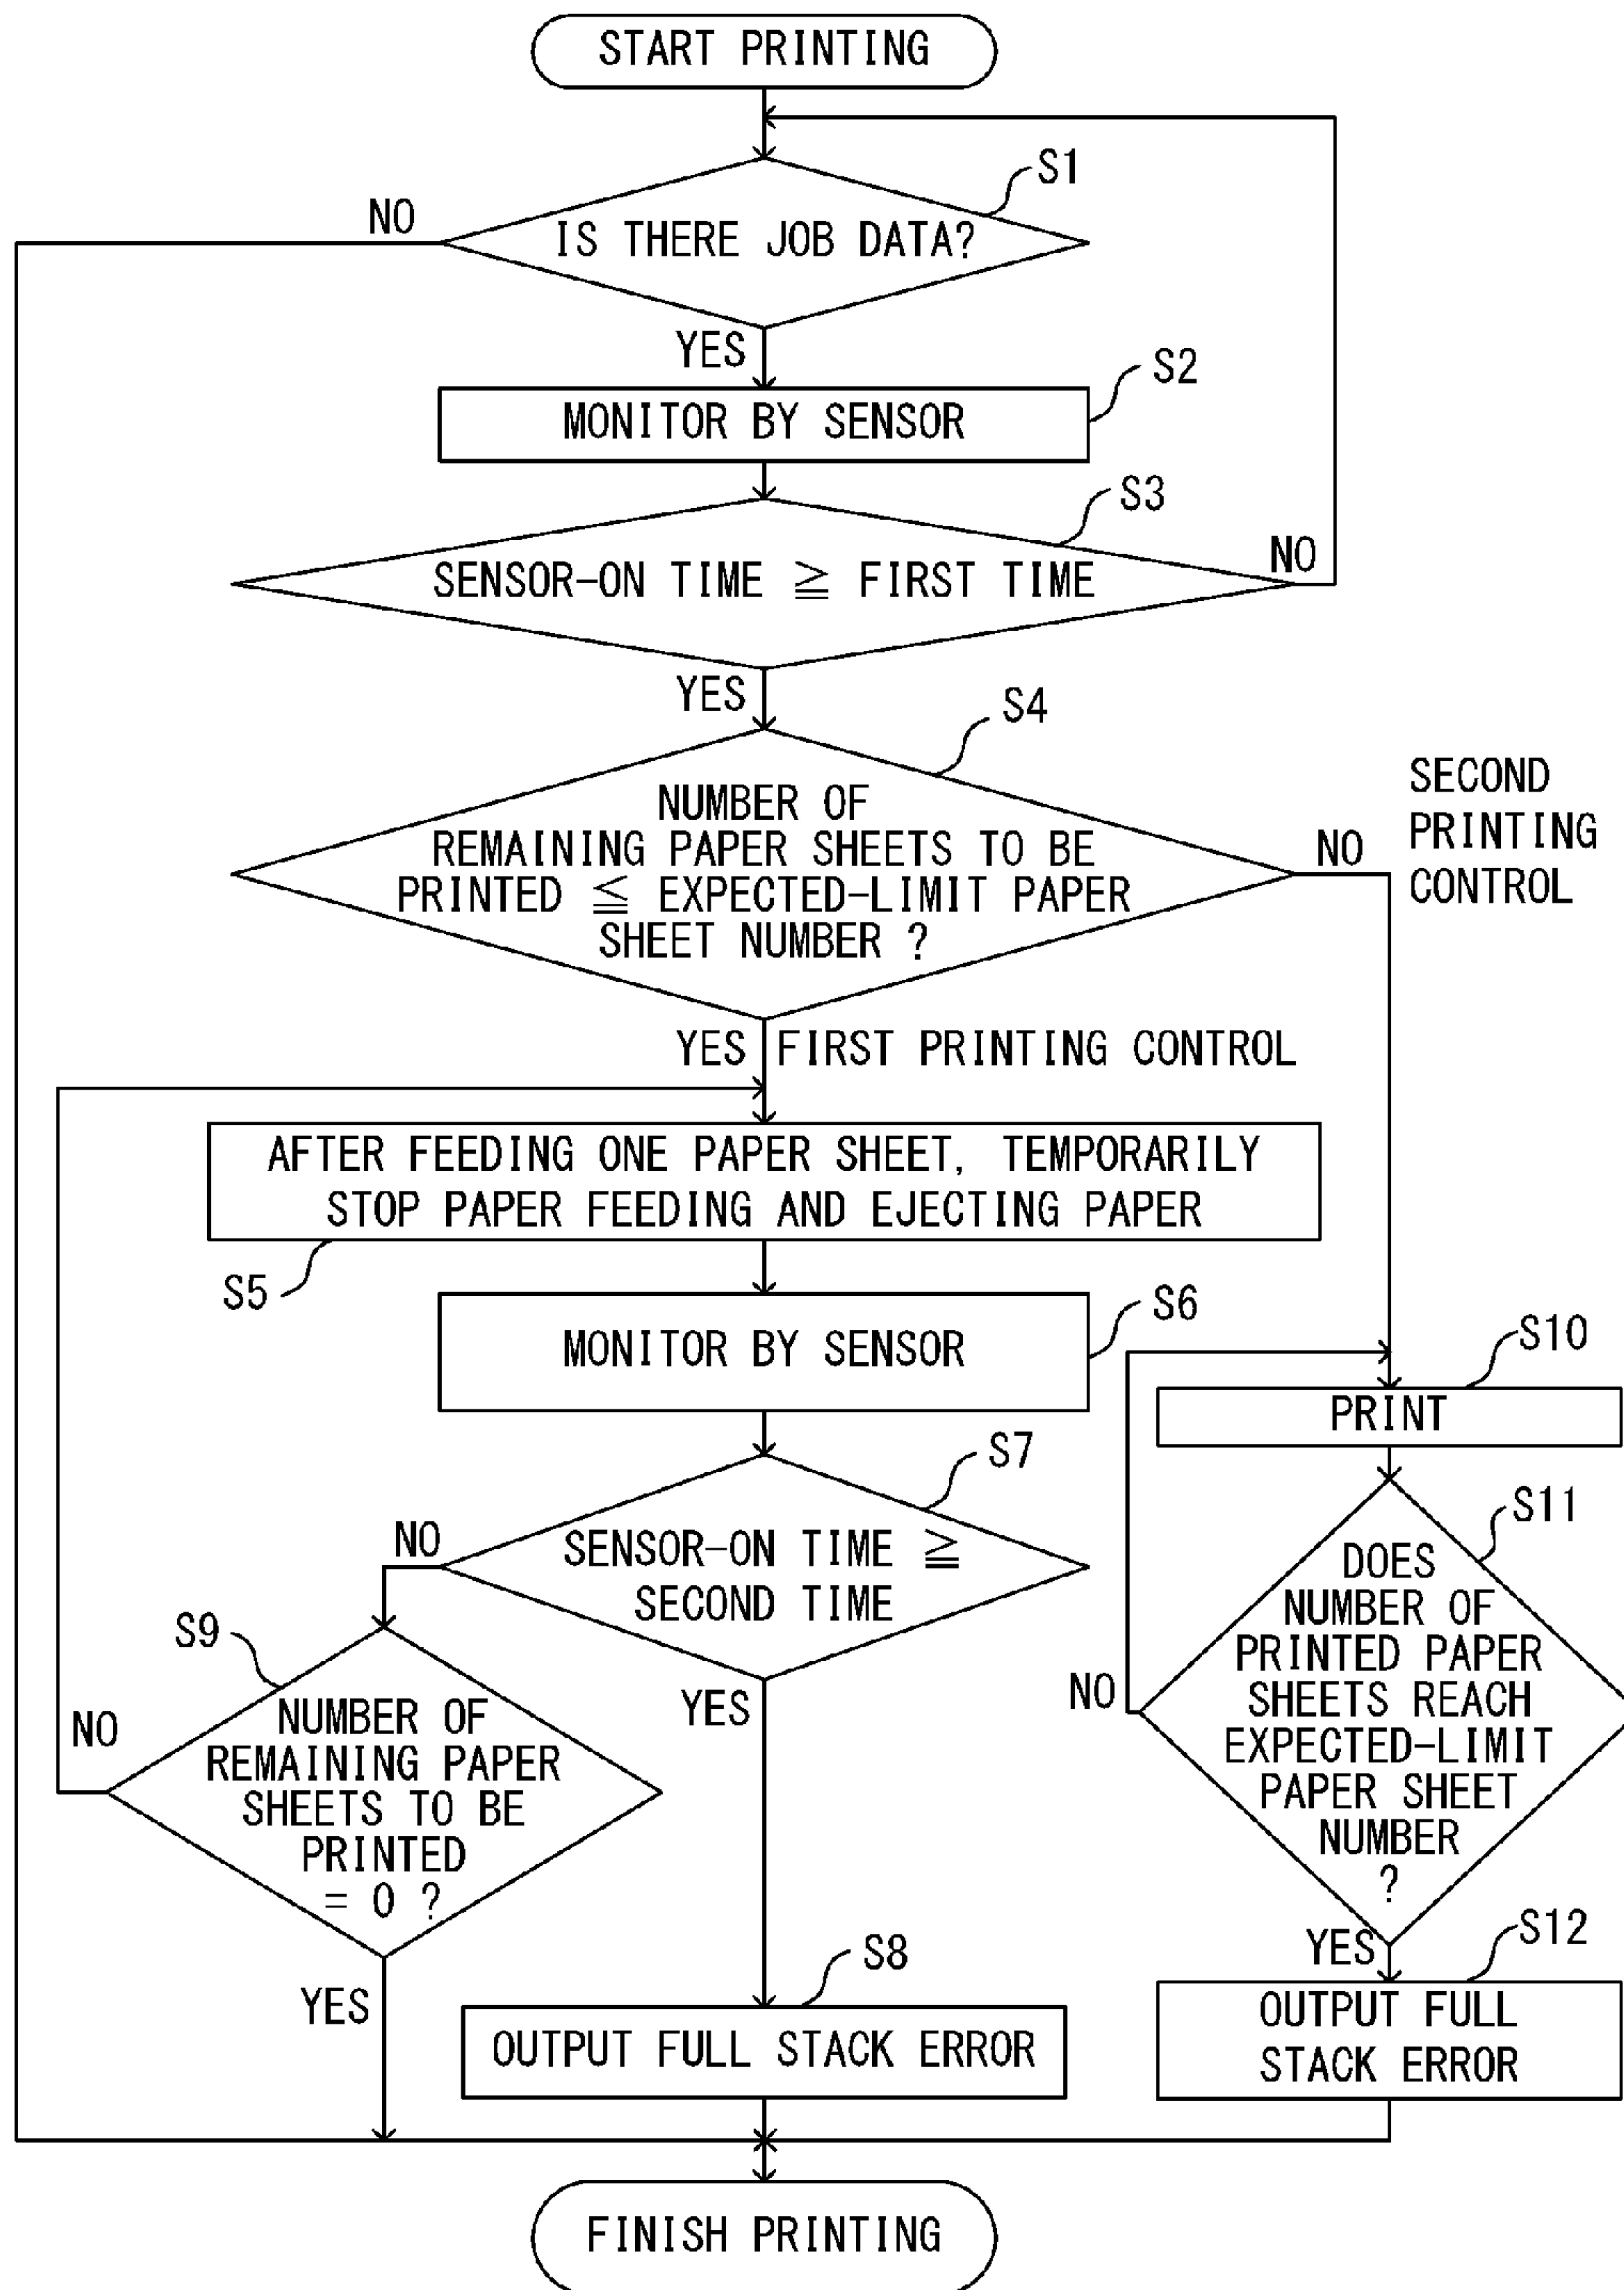 START PRINTING
S1
NO
IS THERE JOB DATA?
YES
S2
MONITOR BY SENSOR
S3
NO
SENSOR-ON TIME ≧ FIRST TIME
YES
S4
NUMBER OF
REMAINING PAPER SHEETS TO BE
PRINTED ≦ EXPECTED-LIMIT PAPER
SHEET NUMBER ?
NO
SECOND
PRINTING
CONTROL
YES
FIRST PRINTING CONTROL
AFTER FEEDING ONE PAPER SHEET, TEMPORARILY
STOP PAPER FEEDING AND EJECTING PAPER
S5
S6
MONITOR BY SENSOR
S7
NO
SENSOR-ON TIME ≧
SECOND TIME
YES
S9
NO
NUMBER OF
REMAINING PAPER
SHEETS TO BE
PRINTED
= 0 ?
YES
S8
OUTPUT FULL STACK ERROR
S10
PRINT
S11
DOES
NUMBER OF
PRINTED PAPER
SHEETS REACH
EXPECTED-LIMIT
PAPER SHEET
NUMBER
?
NO
YES
S12
OUTPUT FULL
STACK ERROR
FINISH PRINTING